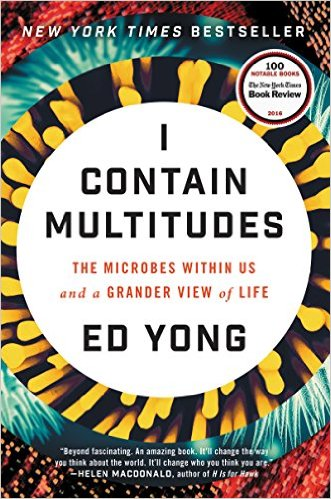 NEW YORK TIMES BESTSELLER
100
NOTABLE BOOKS
The New York Times
Book Review
2016
I
CONTAIN
MULTITUDES
THE MICROBES WITHIN US
and a GRANDER VIEW of LIFE
ED YONG
"Beyond fascinating. An amazing book. It'll change the way
you think about the world. It'll change who you think you are."
—HELEN MACDONALD, author of H Is for Hawk